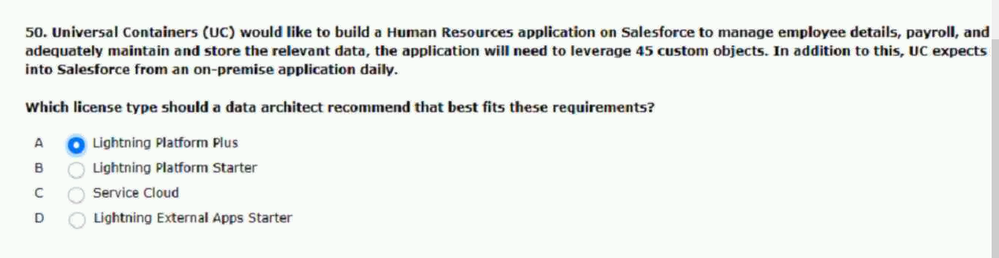 50. Universal Containers (UC) would like to build a Human Resources application on Salesforce to manage employee details, payroll, and
adequately maintain and store the relevant data, the application will need to leverage 45 custom objects. In addition to this, UC expects
into Salesforce from an on-premise application daily.
Which license type should a data architect recommend that best fits these requirements?
A Lightning Platform Plus
B Lightning Platform Starter
C Service Cloud
D Lightning External Apps Starter